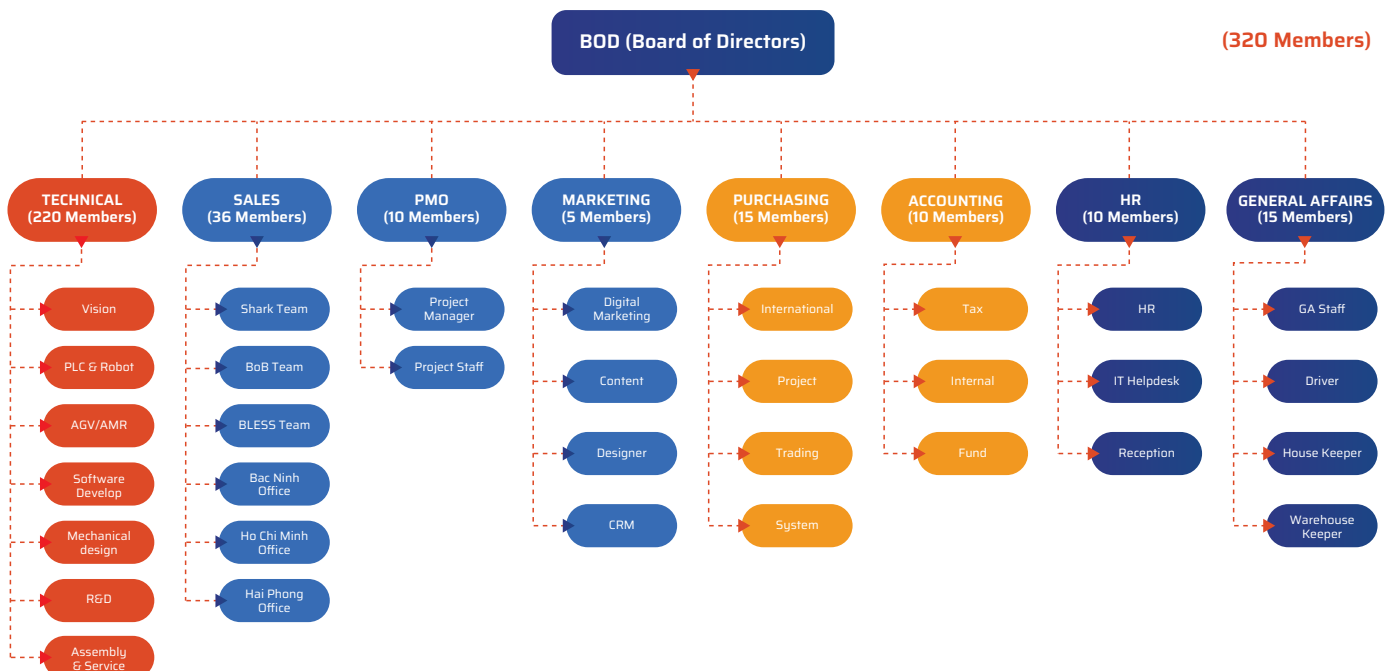 BOD (Board of Directors)
(320 Members)
TECHNICAL
(220 Members)
SALES
(36 Members)
PMO
(10 Members)
MARKETING
(5 Members)
PURCHASING
(15 Members)
ACCOUNTING
(10 Members)
HR
(10 Members)
GENERAL AFFAIRS
(15 Members)
Vision
PLC & Robot
AGV/AMR
Software
Develop
Mechanical
design
R&D
Assembly
& Service
Shark Team
BoB Team
BLESS Team
Bac Ninh
Office
Ho Chi Minh
Office
Hai Phong
Office
Project
Manager
Project Staff
Digital
Marketing
Content
Designer
CRM
International
Project
Trading
System
Tax
Internal
Fund
HR
IT Helpdesk
Reception
GA Staff
Driver
House Keeper
Warehouse
Keeper